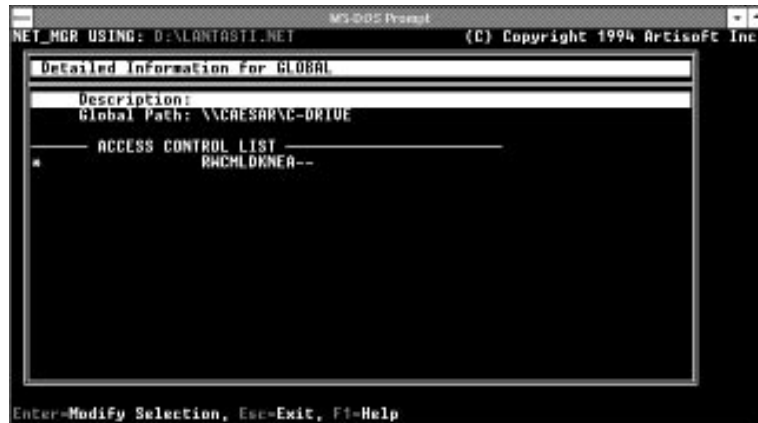 MS-DOS Prompt
NET_MGR USING: D:\LANTASTI.NET (C) Copyright 1994 Artisoft Inc
Detailed Information for GLOBAL
Description:
Global Path: \\CAESAR\C-DRIVE
ACCESS CONTROL LIST
* RWCMLDKNEA--
Enter-Modify Selection, Esc-Exit, F1-Help